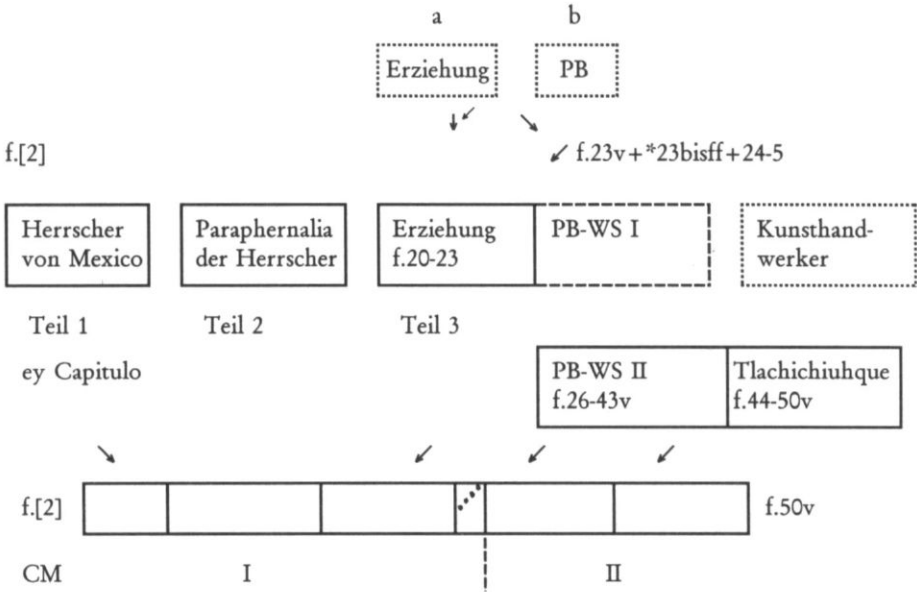 a
b
Erziehung
PB
f.[2]
f.23v+*23bisff+24-5
Herrscher
von Mexico
Paraphernalia
der Herrscher
Erziehung
f.20-23
PB-WS I
Kunsthand-
werker
Teil 1
Teil 2
Teil 3
ey Capitulo
PB-WS II
f.26-43v
Tlachichiuhque
f.44-50v
f.[2]
f.50v
CM
I
II